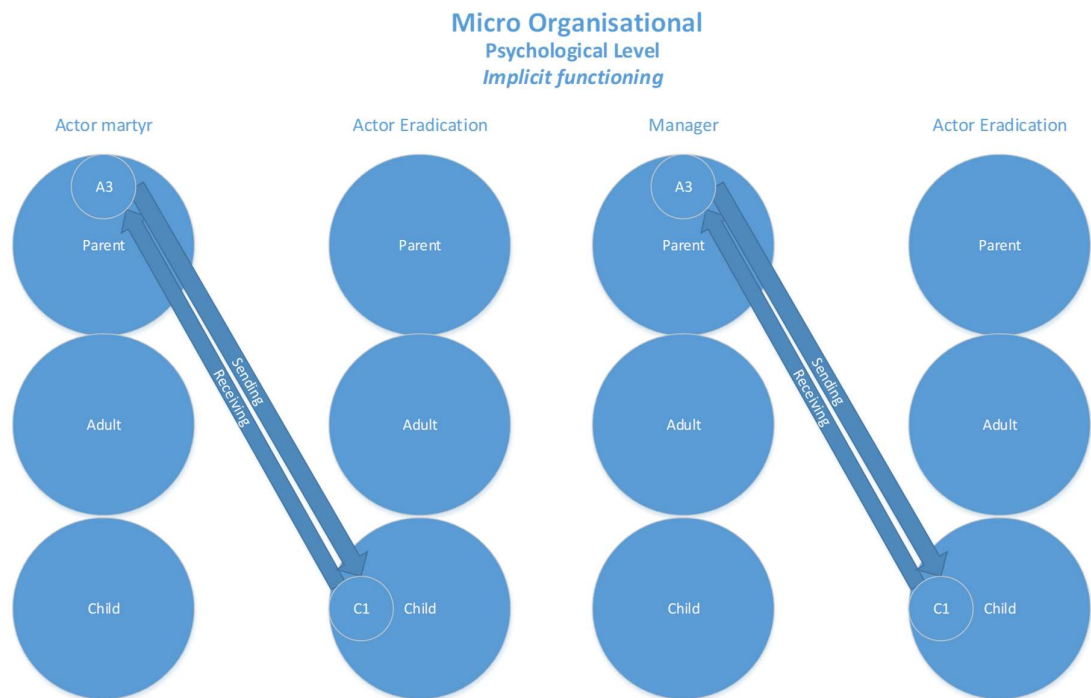 Micro Organisational
Psychological Level
Implicit functioning
Actor martyr
Actor Eradication
Manager
Actor Eradication
A3
A3
Parent
Parent
Parent
Parent
Sending
Receiving
Sending
Receiving
Adult
Adult
Adult
Adult
Child
C1
Child
Child
C1
Child